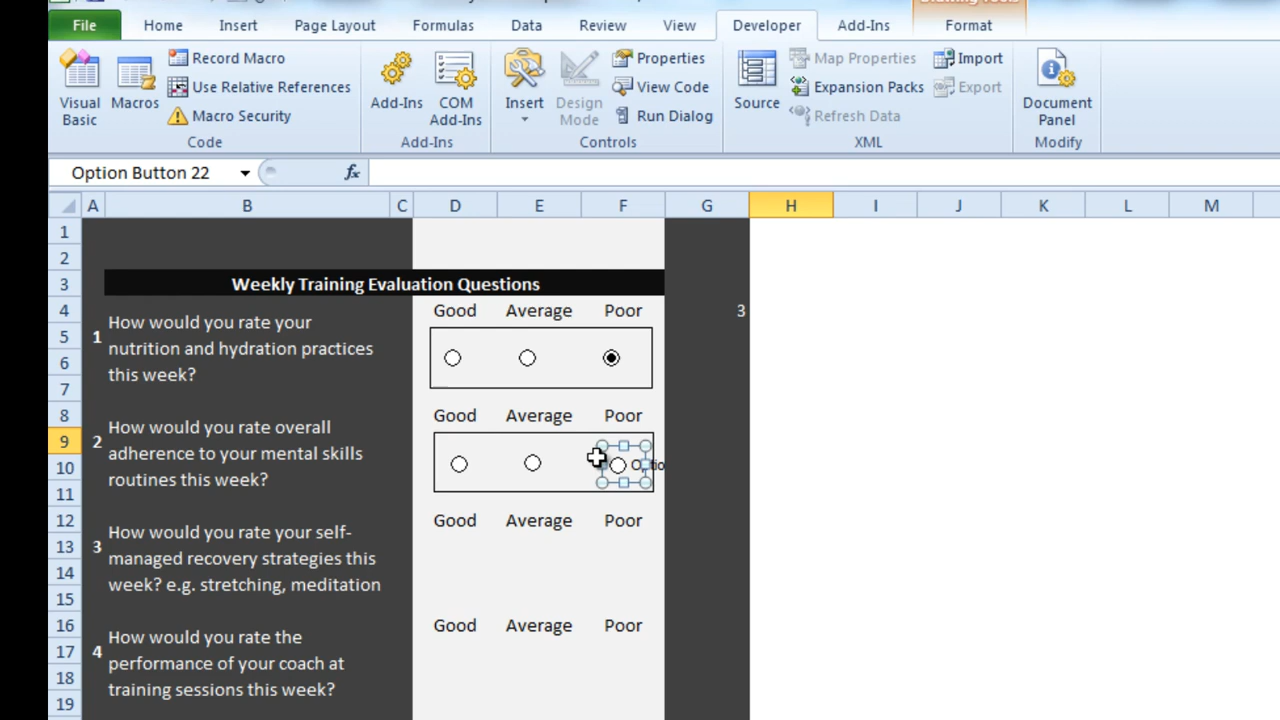 File Home Insert Page Layout Formulas Data Review View Developer Add-Ins Format
Visual Basic
Macros
Record Macro
Use Relative References
Macro Security
Code
Add-Ins
COM Add-Ins
Add-Ins
Insert
Design Mode
Properties
View Code
Run Dialog
Controls
Source
Map Properties
Expansion Packs
Refresh Data
Import
Export
XML
Document Panel
Modify
Option Button 22
fx
A B C D E F G H I J K L M
1
2
3 Weekly Training Evaluation Questions
4 Good Average Poor 3
5
6
7
1 How would you rate your
nutrition and hydration practices
this week?
8 Good Average Poor
9
10
11
2 How would you rate overall
adherence to your mental skills
routines this week?
12 Good Average Poor
13
14
15
3 How would you rate your self-
managed recovery strategies this
week? e.g. stretching, meditation
16 Good Average Poor
17
18
19
4 How would you rate the
performance of your coach at
training sessions this week?